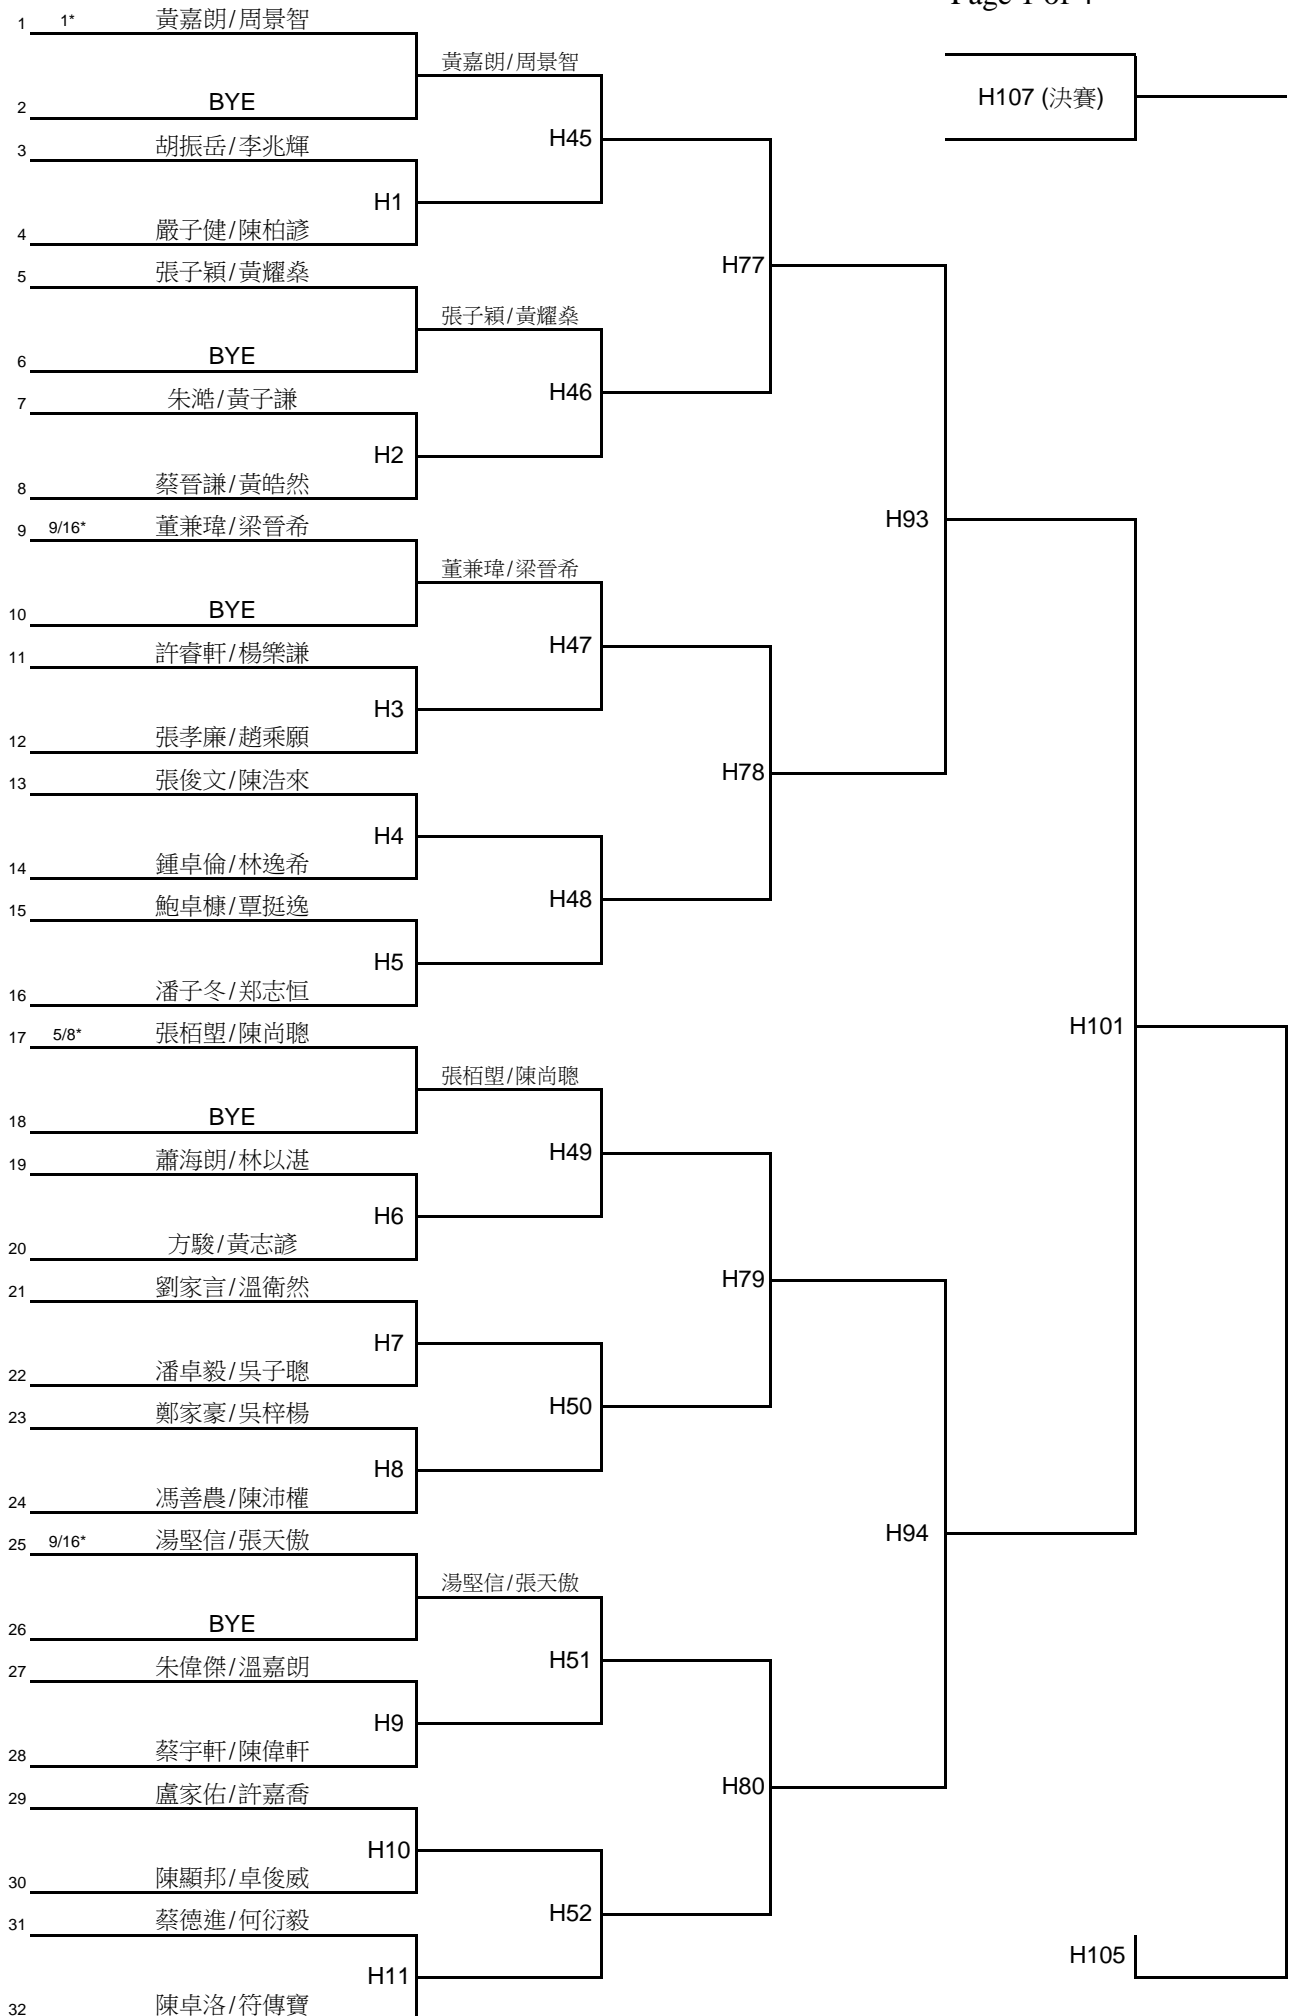 Page 1 of 4
1 1* 黃嘉朗/周景智
黃嘉朗/周景智
H107 (決賽)
2 BYE
H45
3 胡振岳/李兆輝
H1
4 嚴子健/陳柏諺
H77
5 張子穎/黃耀燊
張子穎/黃耀燊
6 BYE
H46
7 朱澔/黃子謙
H2
8 蔡晉謙/黃皓然
H93
9 9/16* 董兼瑋/梁晉希
董兼瑋/梁晉希
10 BYE
H47
11 許睿軒/楊樂謙
H3
12 張孝廉/趙乘願
H78
13 張俊文/陳浩來
H4
14 鍾卓倫/林逸希
H48
15 鮑卓槺/覃挺逸
H5
16 潘子冬/郑志恒
H101
17 5/8* 張栢塱/陳尚聰
張栢塱/陳尚聰
18 BYE
H49
19 蕭海朗/林以湛
H6
20 方駿/黃志諺
H79
21 劉家言/溫衛然
H7
22 潘卓毅/吳子聰
H50
23 鄭家豪/吳梓楊
H8
24 馮善農/陳沛權
H94
25 9/16* 湯堅信/張天傲
湯堅信/張天傲
26 BYE
H51
27 朱偉傑/溫嘉朗
H9
28 蔡宇軒/陳偉軒
H80
29 盧家佑/許嘉喬
H10
30 陳顯邦/卓俊威
H52
31 蔡德進/何衍毅
H105
H11
32 陳卓洛/符傳寶